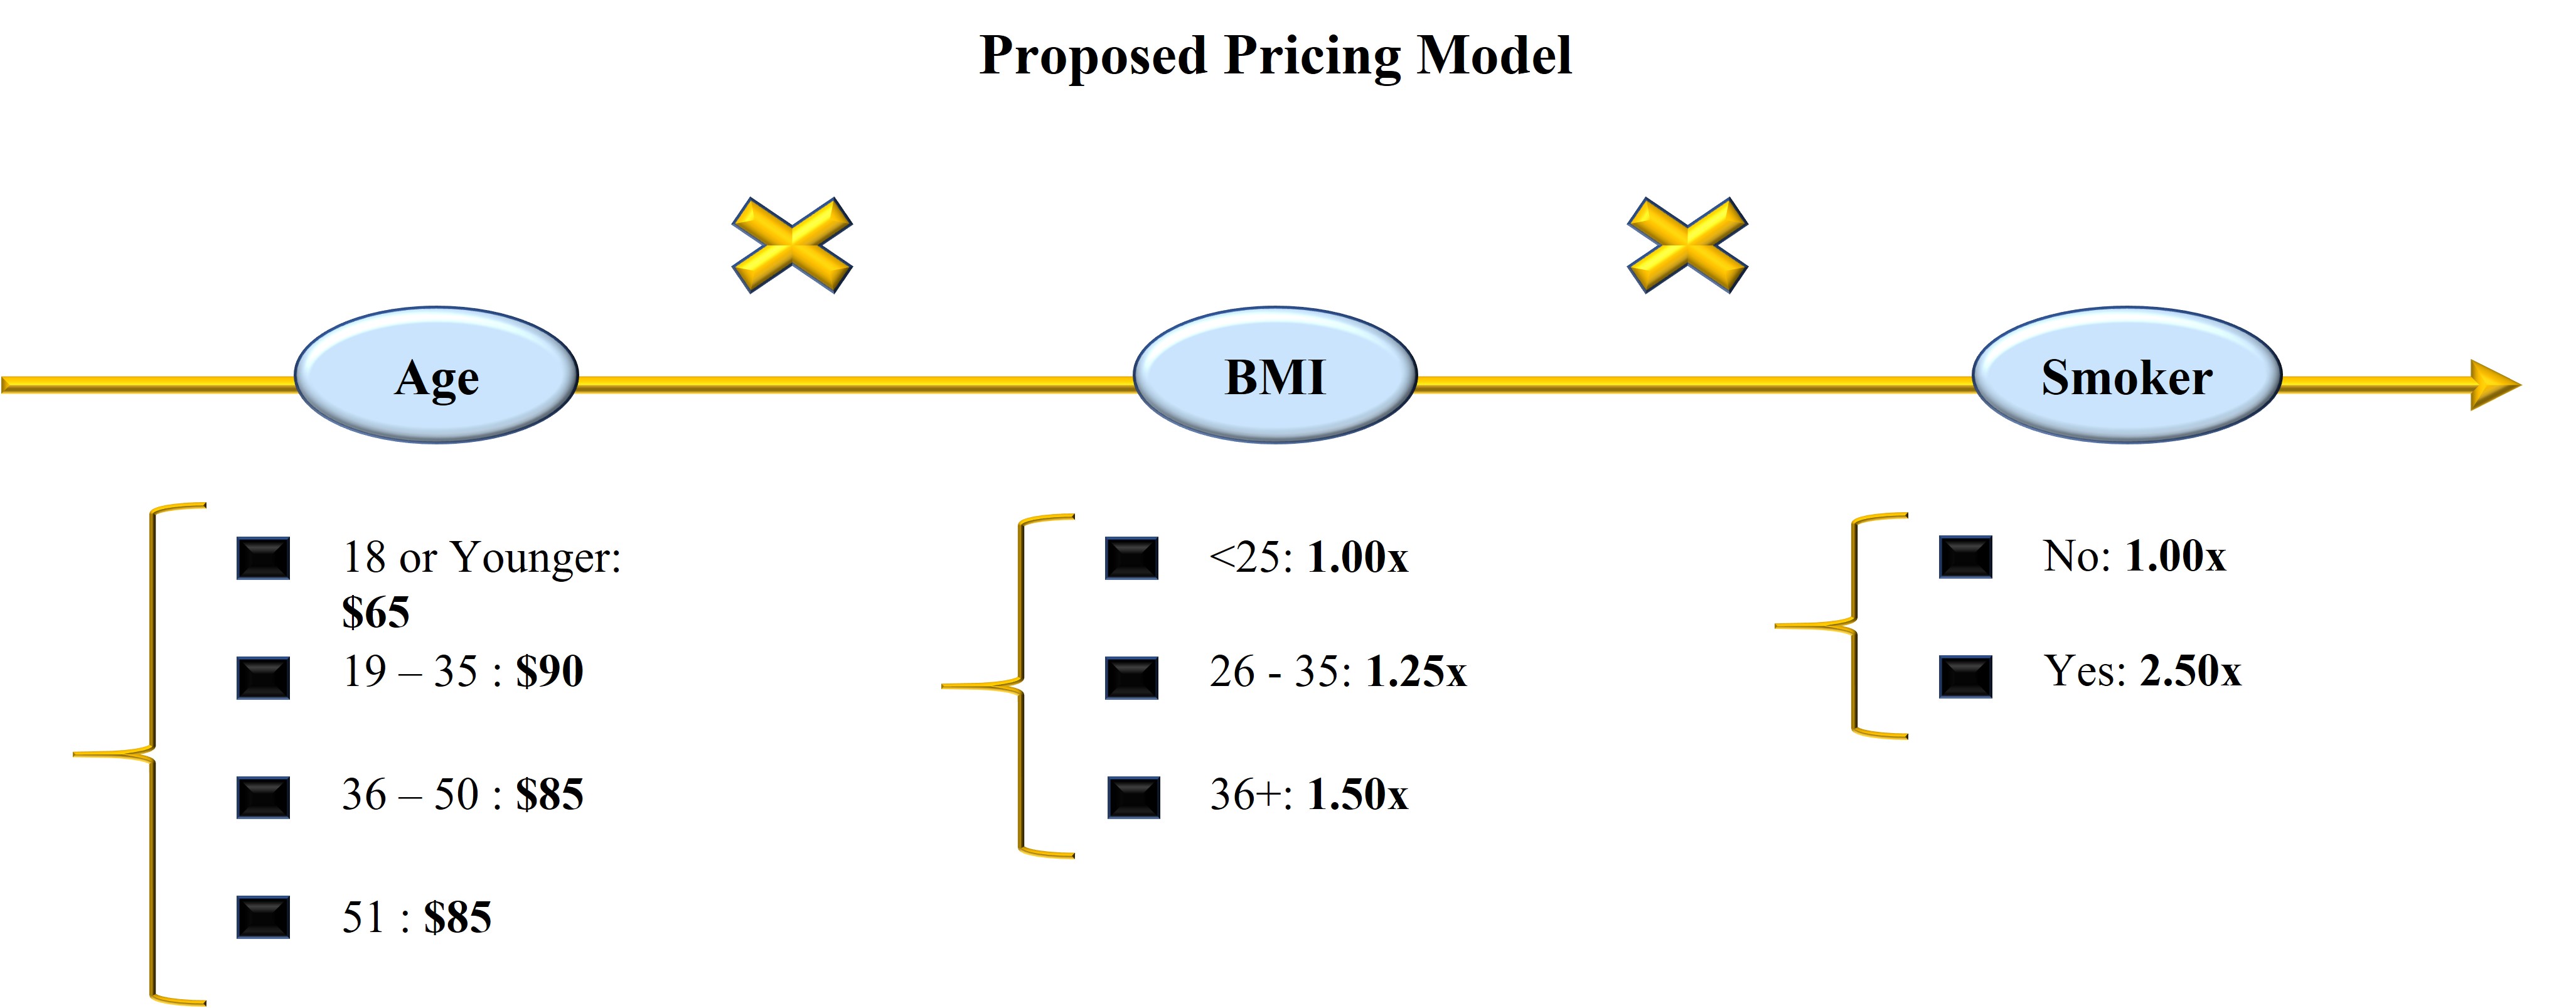 Proposed Pricing Model
Age
BMI
Smoker
18 or Younger:
$65
19 – 35 : $90
36 – 50 : $85
51 : $85
<25: 1.00x
26 - 35: 1.25x
36+: 1.50x
No: 1.00x
Yes: 2.50x